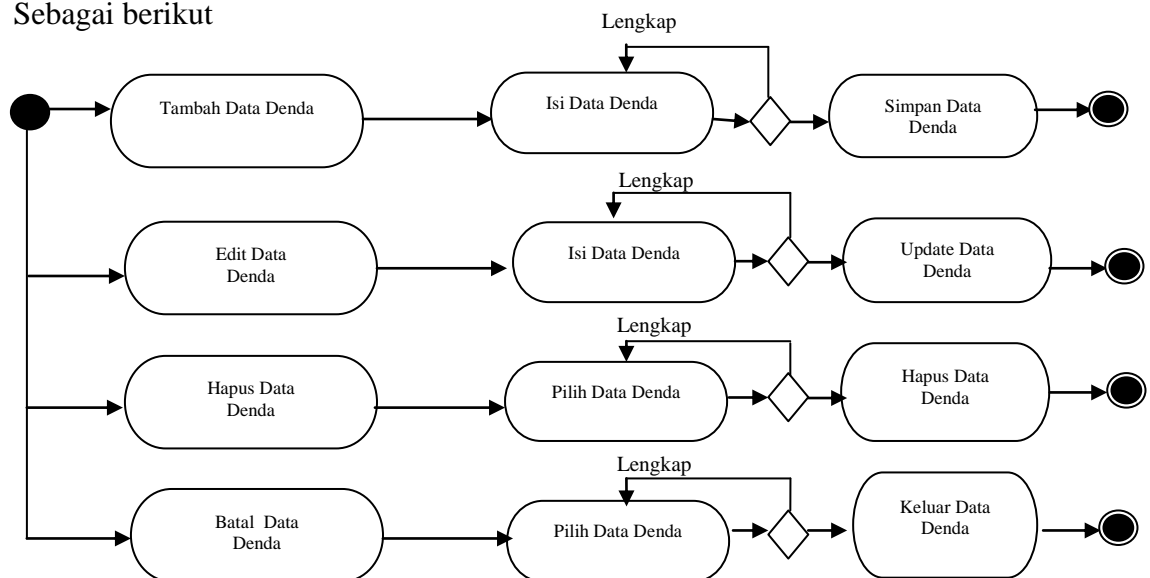 Sebagai berikut
Lengkap
Tambah Data Denda
Isi Data Denda
Simpan Data
Denda
Lengkap
Edit Data
Denda
Isi Data Denda
Update Data
Denda
Lengkap
Hapus Data
Denda
Pilih Data Denda
Hapus Data
Denda
Lengkap
Batal  Data
Denda
Pilih Data Denda
Keluar Data
Denda